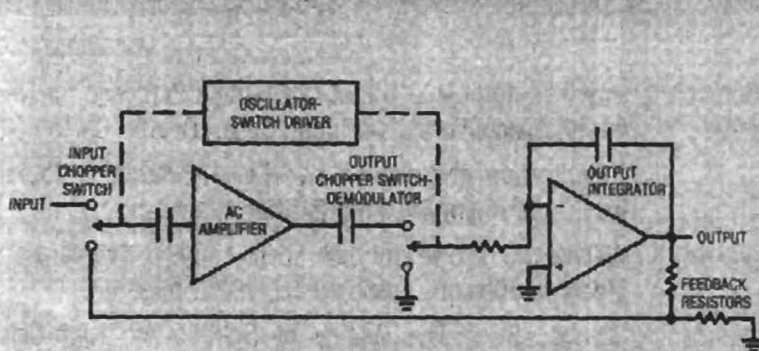 OSCILLATOR-
SWITCH DRIVER
INPUT
CHOPPER
SWITCH
OUTPUT
CHOPPER SWITCH-
DEMODULATOR
INPUT
AC
AMPLIFIER
OUTPUT
INTEGRATOR
-
+
OUTPUT
FEEDBACK
RESISTORS